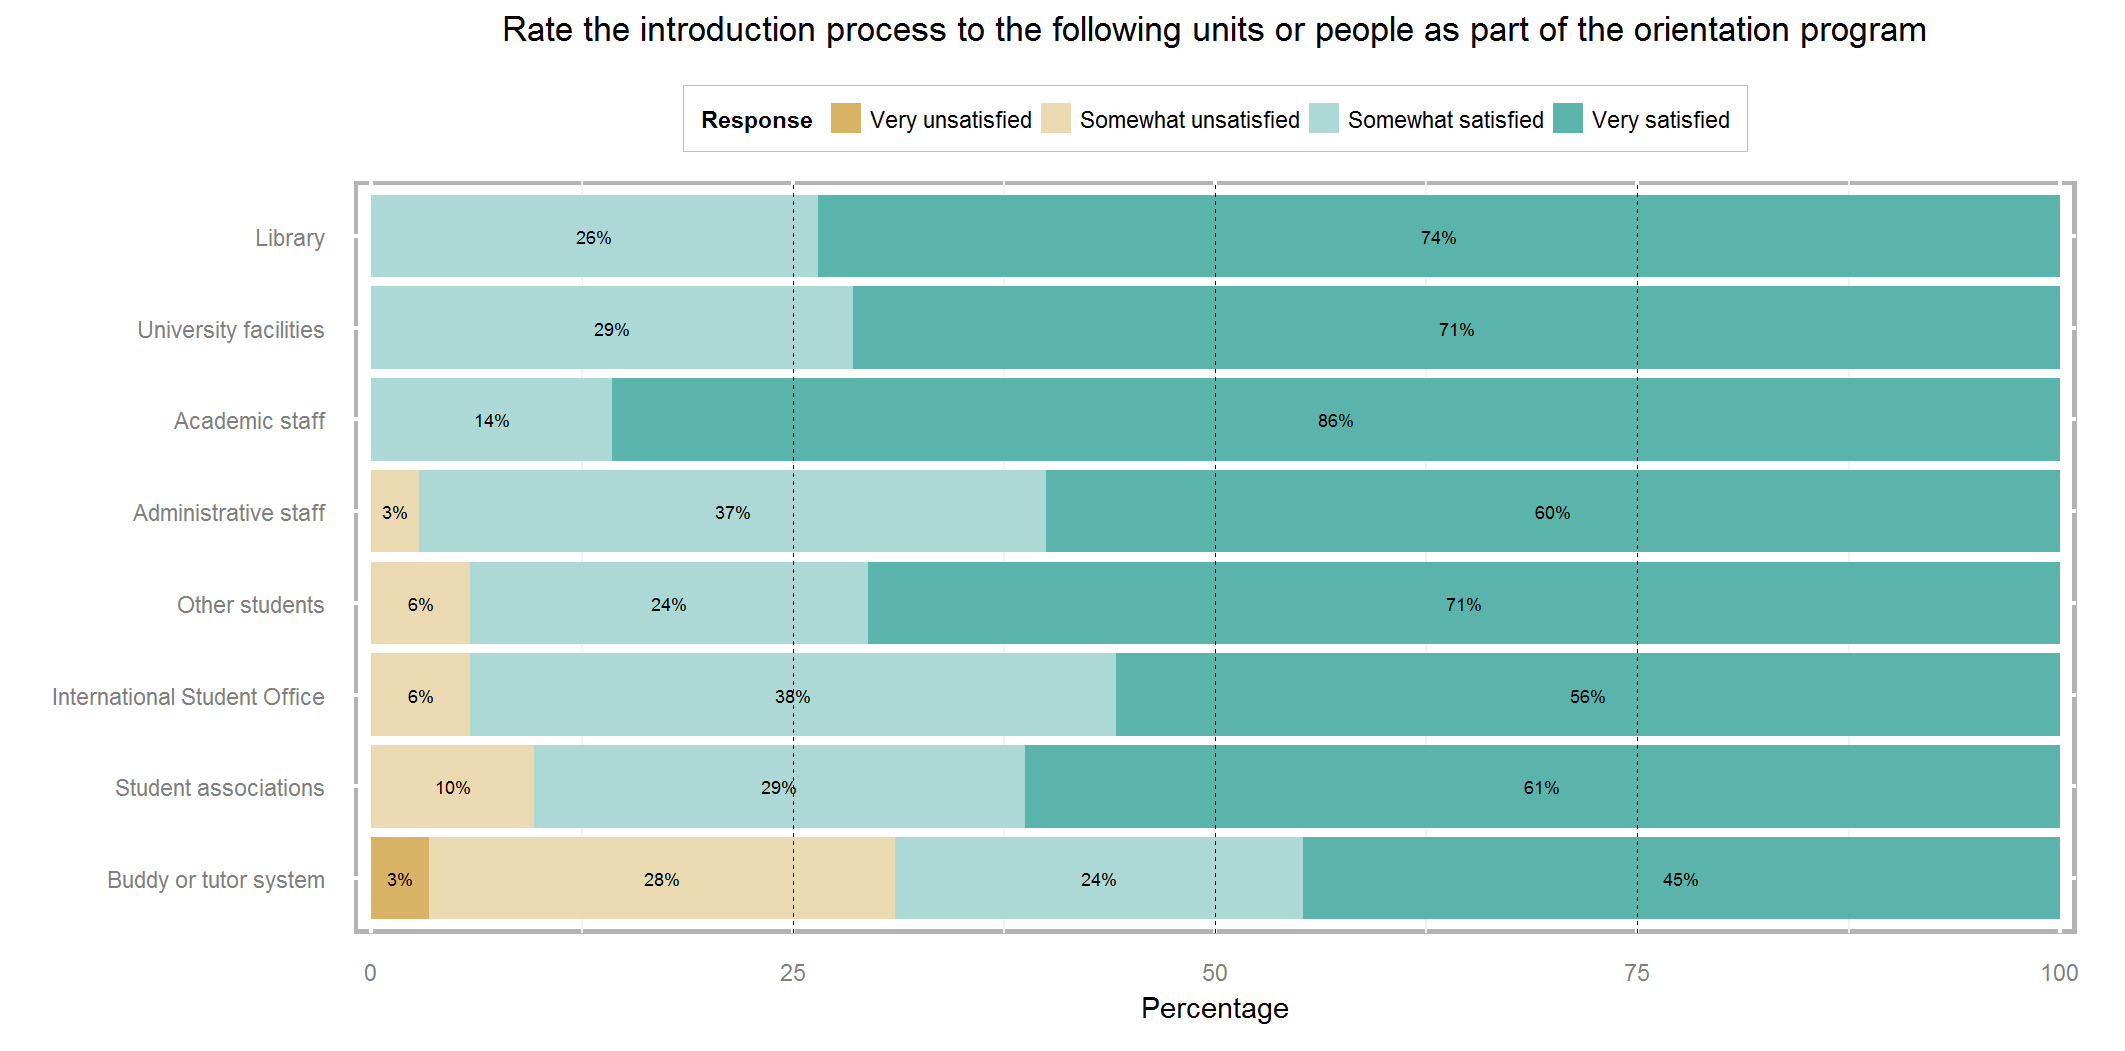 Rate the introduction process to the following units or people as part of the orientation program
Response Very unsatisfied Somewhat unsatisfied Somewhat satisfied Very satisfied
Library 26% 74%
University facilities 29% 71%
Academic staff 14% 86%
Administrative staff 3% 37% 60%
Other students 6% 24% 71%
International Student Office 6% 38% 56%
Student associations 10% 29% 61%
Buddy or tutor system 3% 28% 24% 45%
0 25 50 75 100
Percentage